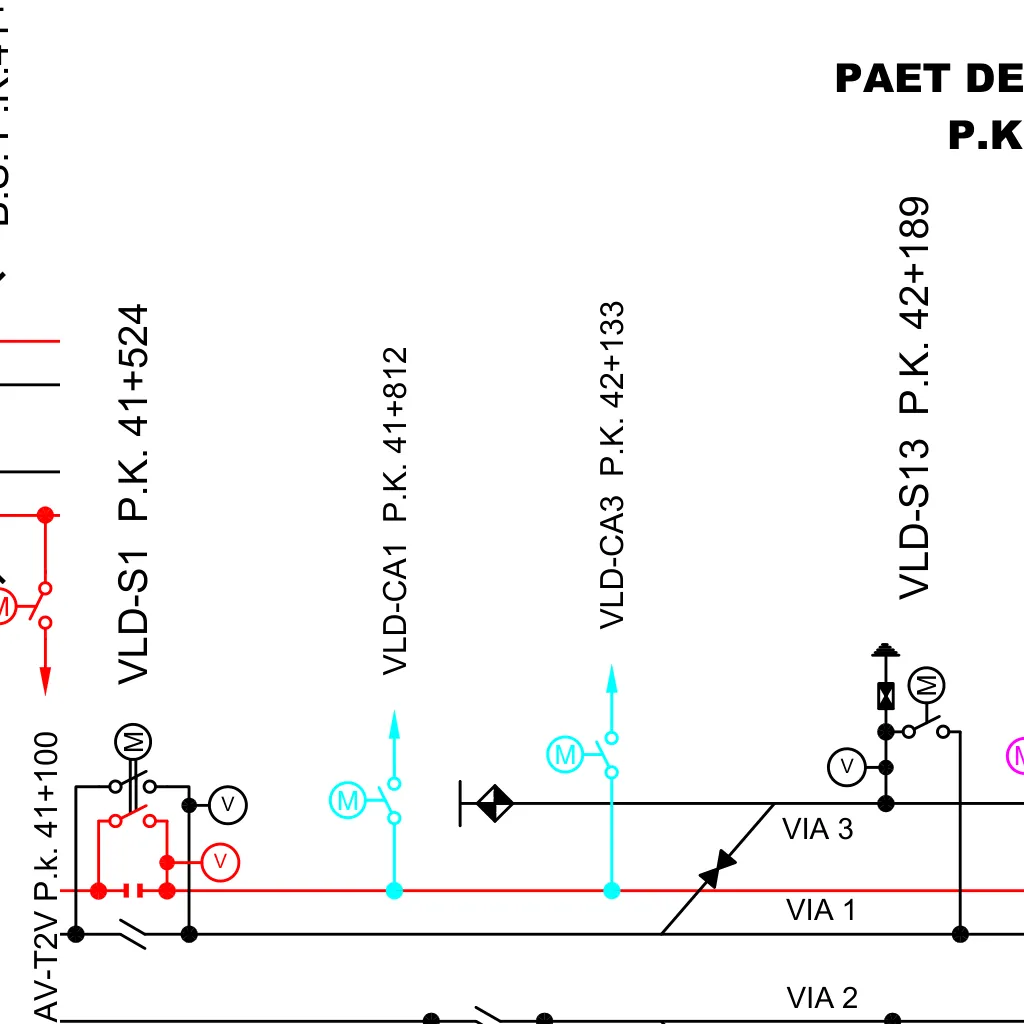 PAET DE
P.K
VLD-S1 P.K. 41+524
VLD-CA1 P.K. 41+812
VLD-CA3 P.K. 42+133
VLD-S13 P.K. 42+189
AV-T2V P.k. 41+100
M
M
M
M
M
M
V
V
V
VIA 3
VIA 1
VIA 2